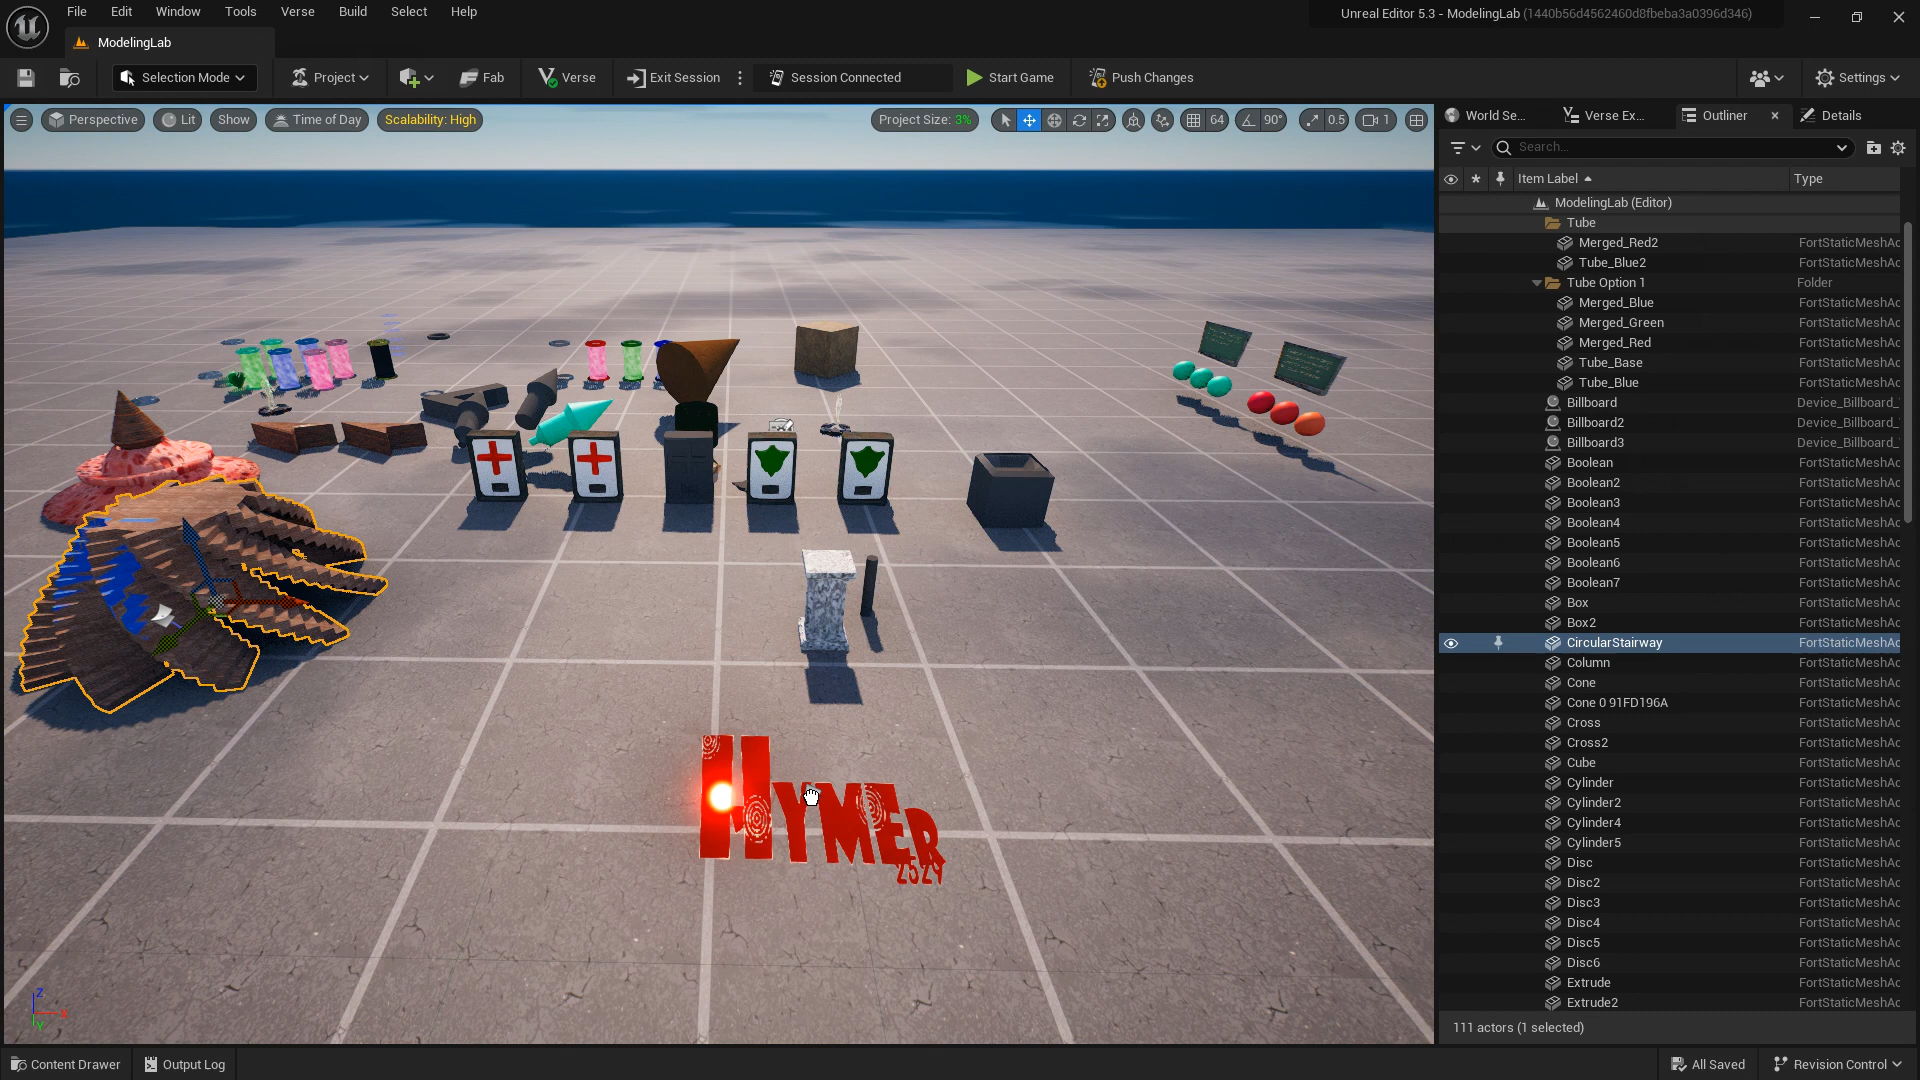 File Edit Window Tools Verse Build Select Help
Unreal Editor 5.3 - ModelingLab (1440b56d4562460d8fbeba3a0396d346)
ModelingLab
Selection Mode Project Fab Verse Exit Session Session Connected Start Game Push Changes Settings
Perspective Lit Show Time of Day Scalability: High Project Size: 3% 64 90° 0.5 1
World Se... Verse Ex... Outliner Details
Search...
Item Label Type
ModelingLab (Editor)
Tube
Merged_Red2 FortStaticMeshAc
Tube_Blue2 FortStaticMeshAc
Tube Option 1 Folder
Merged_Blue FortStaticMeshAc
Merged_Green FortStaticMeshAc
Merged_Red FortStaticMeshAc
Tube_Base FortStaticMeshAc
Tube_Blue FortStaticMeshAc
Billboard Device_Billboard_
Billboard2 Device_Billboard_
Billboard3 Device_Billboard_
Boolean FortStaticMeshAc
Boolean2 FortStaticMeshAc
Boolean3 FortStaticMeshAc
Boolean4 FortStaticMeshAc
Boolean5 FortStaticMeshAc
Boolean6 FortStaticMeshAc
Boolean7 FortStaticMeshAc
Box FortStaticMeshAc
Box2 FortStaticMeshAc
CircularStairway FortStaticMeshAc
Column FortStaticMeshAc
Cone FortStaticMeshAc
Cone 0 91FD196A FortStaticMeshAc
Cross FortStaticMeshAc
Cross2 FortStaticMeshAc
Cube FortStaticMeshAc
Cylinder FortStaticMeshAc
Cylinder2 FortStaticMeshAc
Cylinder4 FortStaticMeshAc
Cylinder5 FortStaticMeshAc
Disc FortStaticMeshAc
Disc2 FortStaticMeshAc
Disc3 FortStaticMeshAc
Disc4 FortStaticMeshAc
Disc5 FortStaticMeshAc
Disc6 FortStaticMeshAc
Extrude FortStaticMeshAc
Extrude2 FortStaticMeshAc
111 actors (1 selected)
HYMER
2529
Z
X
Y
Content Drawer Output Log All Saved Revision Control